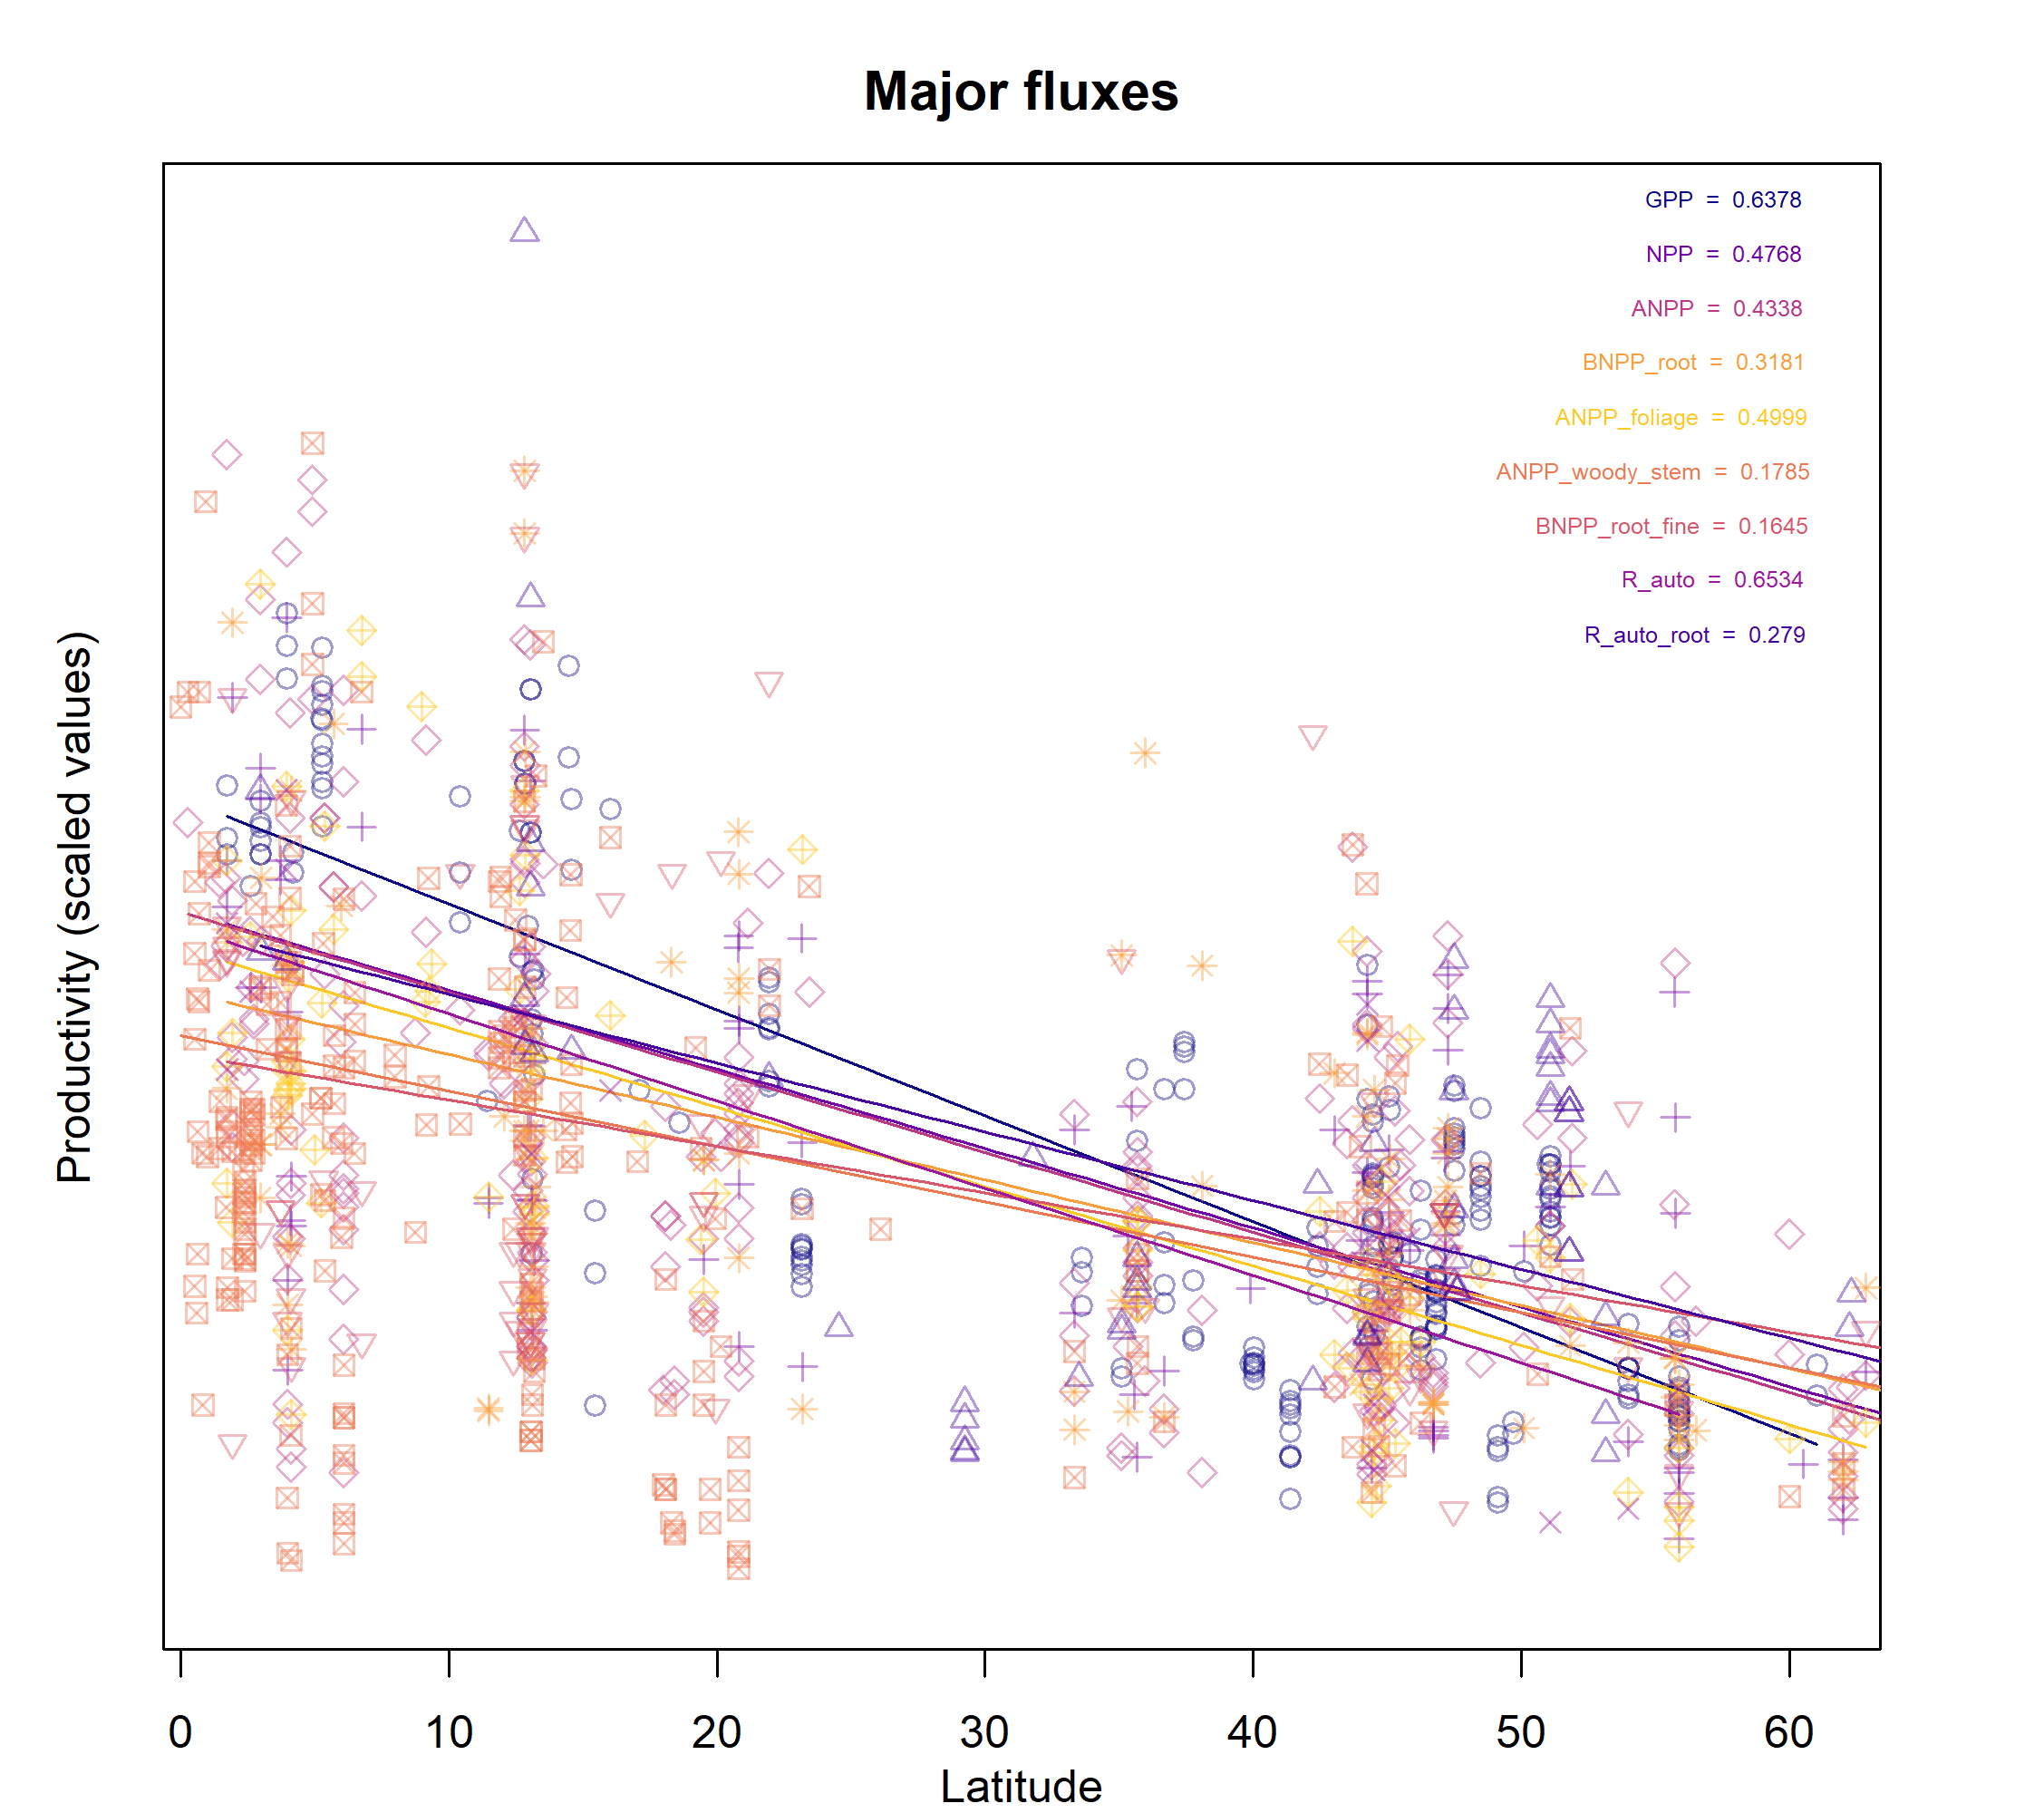 Major fluxes
GPP = 0.6378
NPP = 0.4768
ANPP = 0.4338
BNPP_root = 0.3181
ANPP_foliage = 0.4999
ANPP_woody_stem = 0.1785
BNPP_root_fine = 0.1645
R_auto = 0.6534
R_auto_root = 0.279
Productivity (scaled values)
0 10 20 30 40 50 60
Latitude